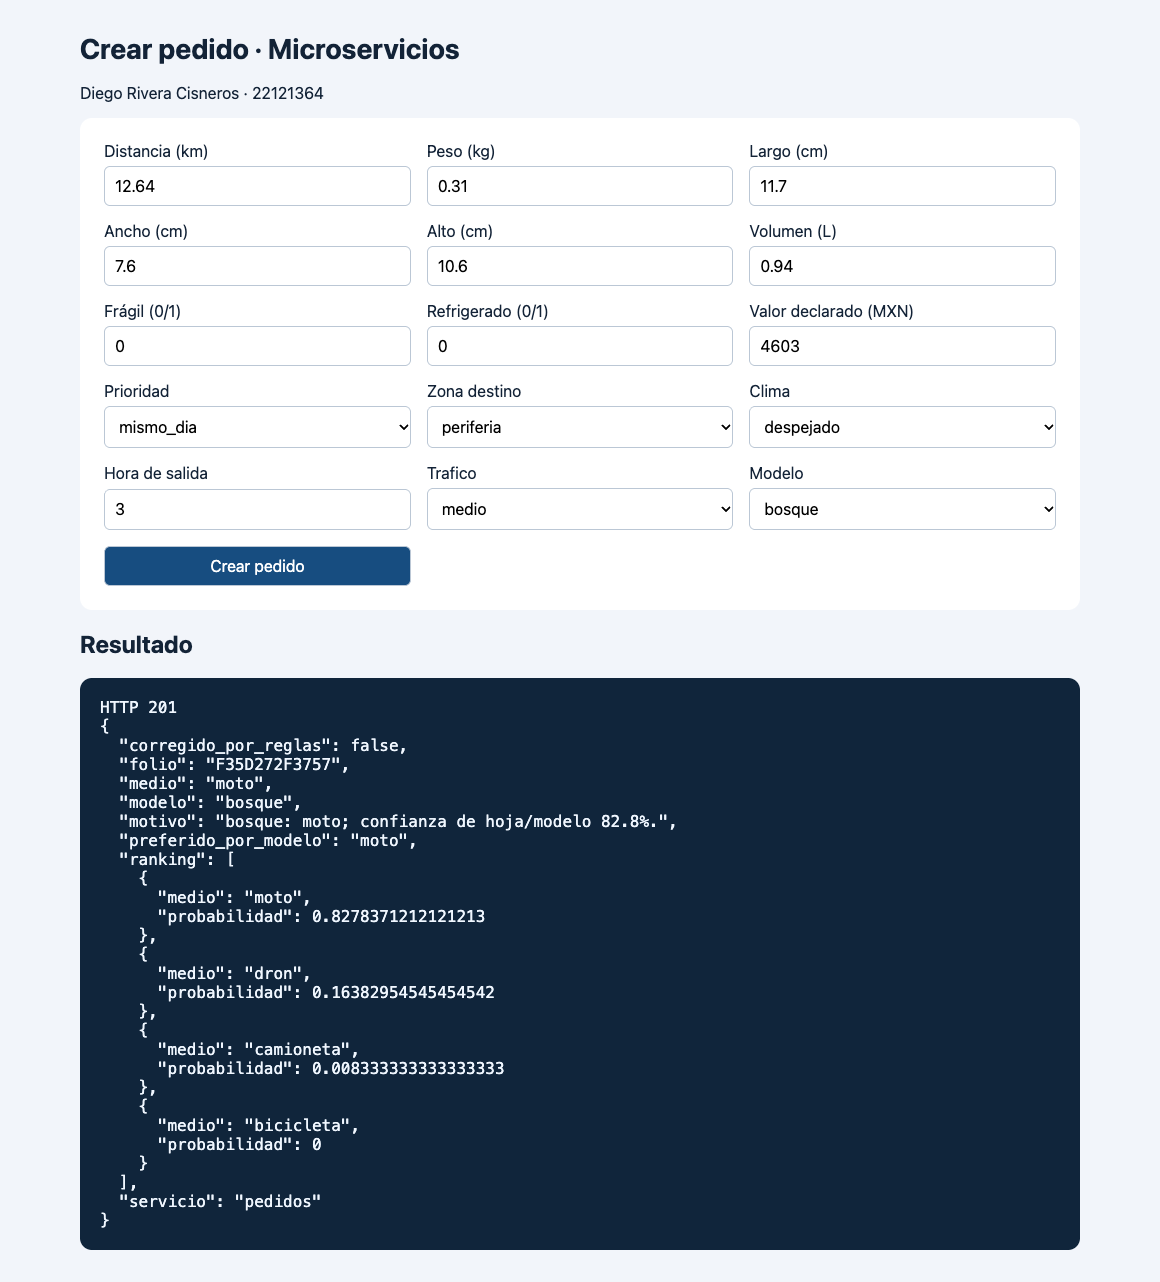 Crear pedido · Microservicios
Diego Rivera Cisneros · 22121364
Distancia (km) Peso (kg) Largo (cm)
12.64 0.31 11.7
Ancho (cm) Alto (cm) Volumen (L)
7.6 10.6 0.94
Frágil (0/1) Refrigerado (0/1) Valor declarado (MXN)
0 0 4603
Prioridad Zona destino Clima
mismo_dia periferia despejado
Hora de salida Trafico Modelo
3 medio bosque
Crear pedido
Resultado
HTTP 201
{
  "corregido_por_reglas": false,
  "folio": "F35D272F3757",
  "medio": "moto",
  "modelo": "bosque",
  "motivo": "bosque: moto; confianza de hoja/modelo 82.8%.",
  "preferido_por_modelo": "moto",
  "ranking": [
    {
      "medio": "moto",
      "probabilidad": 0.8278371212121213
    },
    {
      "medio": "dron",
      "probabilidad": 0.16382954545454542
    },
    {
      "medio": "camioneta",
      "probabilidad": 0.008333333333333333
    },
    {
      "medio": "bicicleta",
      "probabilidad": 0
    }
  ],
  "servicio": "pedidos"
}